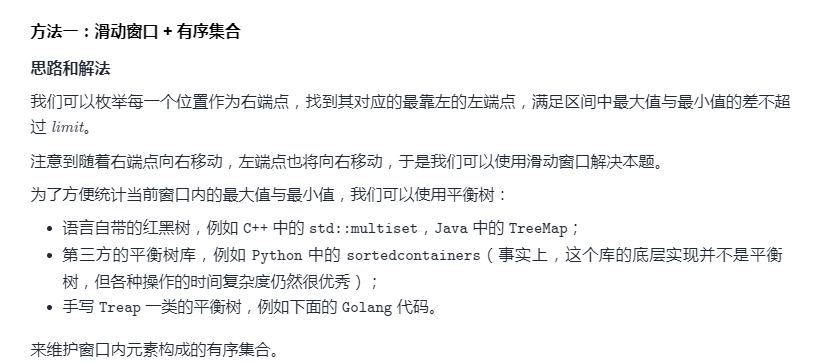 方法一：滑动窗口 + 有序集合
思路和解法
我们可以枚举每一个位置作为右端点，找到其对应的最靠左的左端点，满足区间中最大值与最小值的差不超
过 limit。
注意到随着右端点向右移动，左端点也将向右移动，于是我们可以使用滑动窗口解决本题。
为了方便统计当前窗口内的最大值与最小值，我们可以使用平衡树：
• 语言自带的红黑树，例如 C++ 中的 std::multiset，Java 中的 TreeMap；
• 第三方的平衡树库，例如 Python 中的 sortedcontainers（事实上，这个库的底层实现并不是平衡
树，但各种操作的时间复杂度仍然很优秀）；
• 手写 Treap 一类的平衡树，例如下面的 Golang 代码。
来维护窗口内元素构成的有序集合。